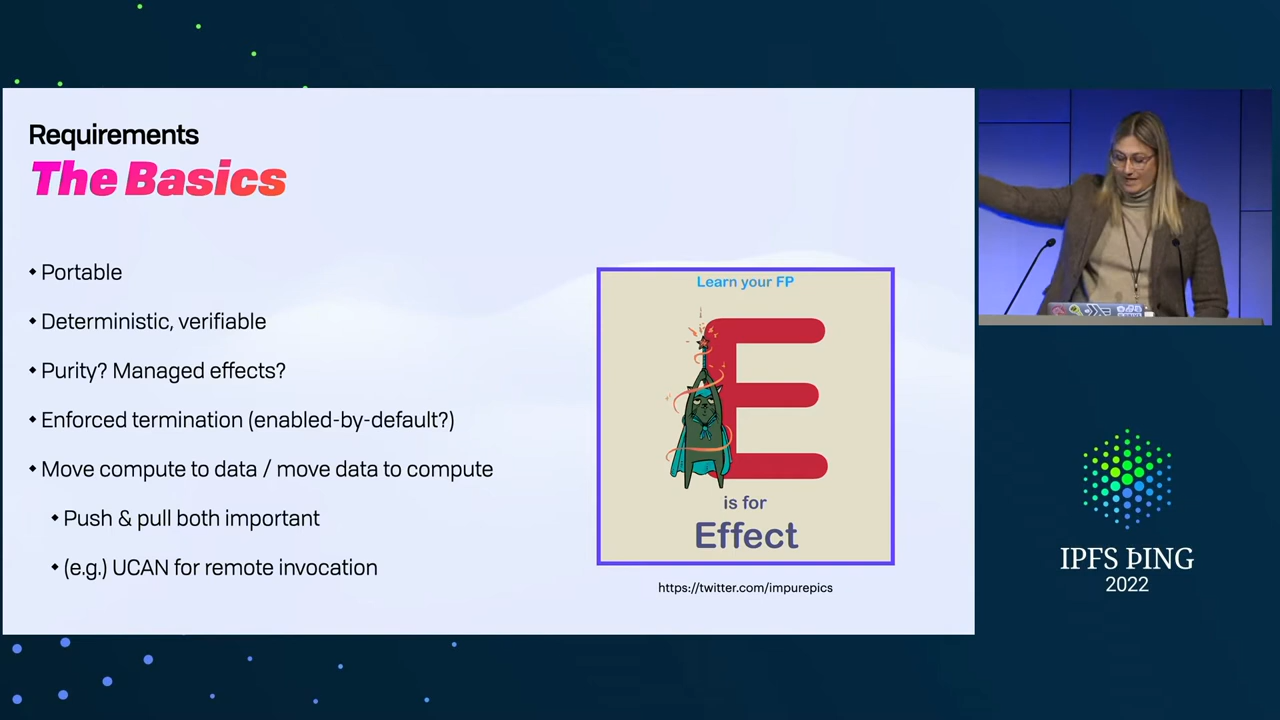 Requirements
The Basics
Portable
Deterministic, verifiable
Purity? Managed effects?
Enforced termination (enabled-by-default?)
Move compute to data / move data to compute
Push & pull both important
(e.g.) UCAN for remote invocation
Learn your FP
E
is for
Effect
https://twitter.com/impurepics
IPFS ÞING
2022